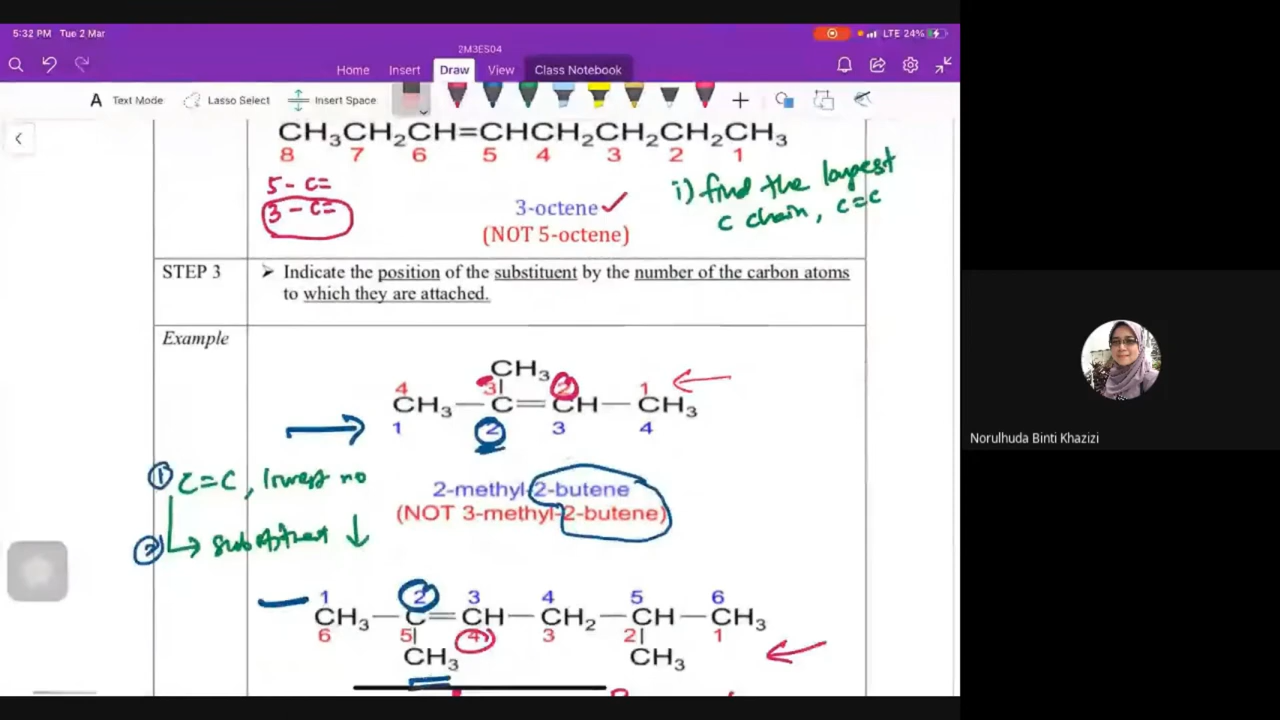 5:32 PM Tue 2 Mar
LTE 24%
2M3ES04
Home Insert Draw View Class Notebook
A Text Mode Lasso Select Insert Space
CH3CH2CH=CHCH2CH2CH2CH3
8 7 6 5 4 3 2 1
5 - C=
3 - C=
3-octene
(NOT 5-octene)
i) find the longest
C chain, C=C
STEP 3
➢ Indicate the position of the substituent by the number of the carbon atoms
to which they are attached.
Example
CH3
4 3 2 1
CH3—C=CH—CH3
1 2 3 4
① C=C, lowest no
② ↳ substituent ↓
2-methyl-2-butene
(NOT 3-methyl-2-butene)
1 2 3 4 5 6
CH3—C=CH—CH2—CH—CH3
6 5 4 3 2 1
CH3 CH3
Norulhuda Binti Khazizi